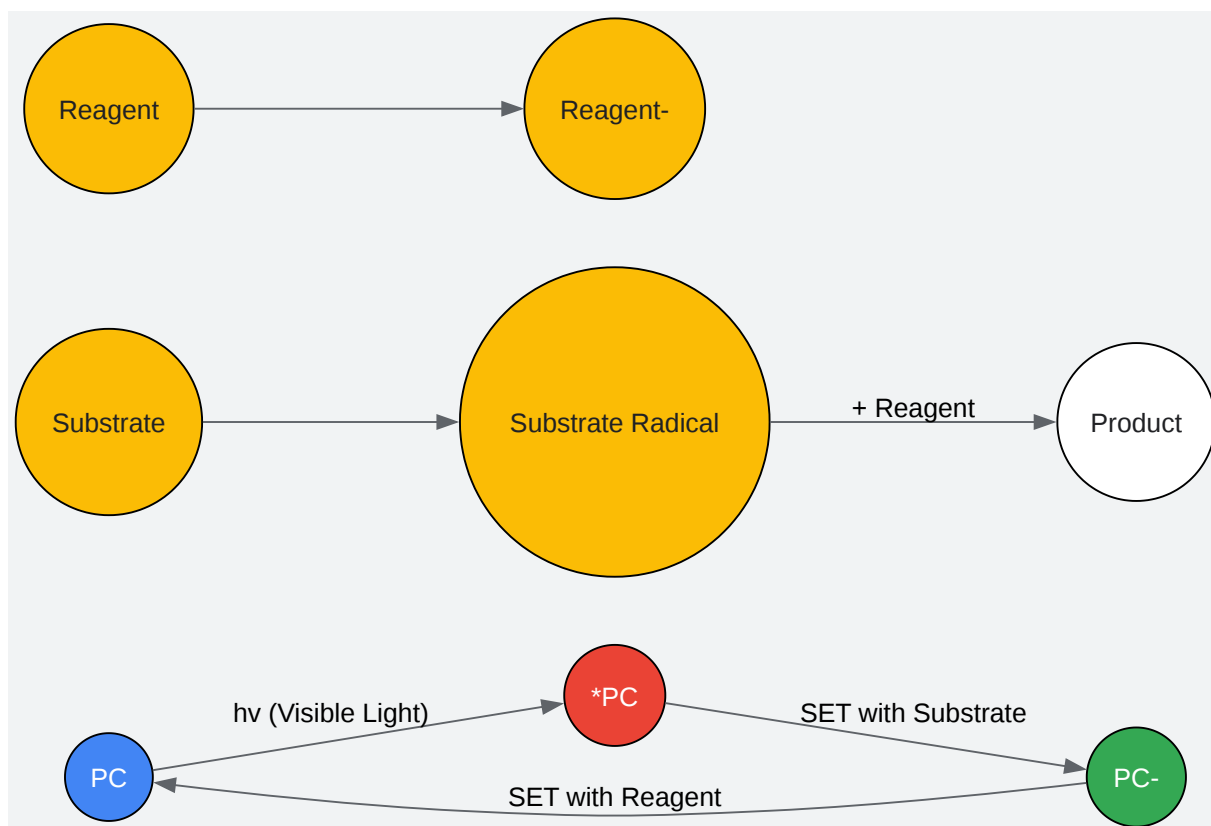 Reagent
Reagent-
Substrate
Substrate Radical
+ Reagent
Product
*PC
hv (Visible Light)
SET with Substrate
PC
PC-
SET with Reagent